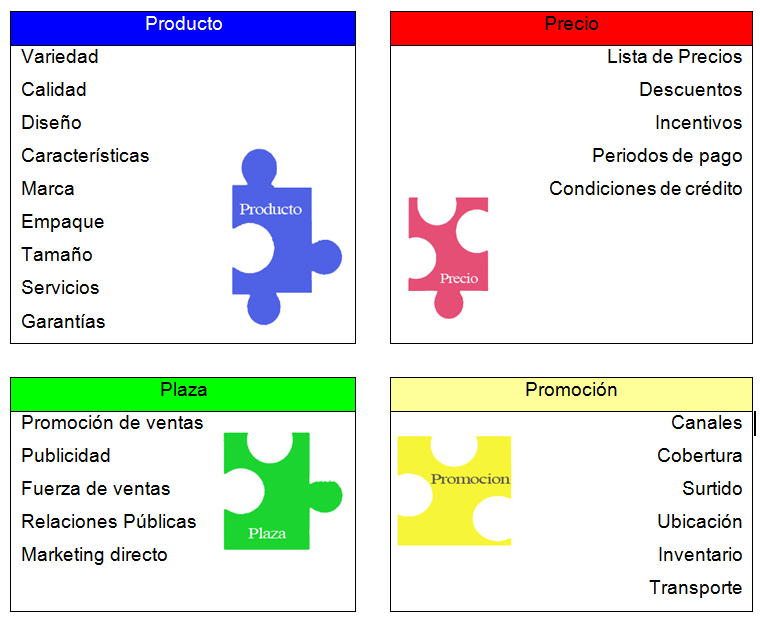 Producto
Variedad
Calidad
Diseño
Características
Marca
Empaque
Tamaño
Servicios
Garantías
Producto
Precio
Lista de Precios
Descuentos
Incentivos
Periodos de pago
Condiciones de crédito
Precio
Plaza
Promoción de ventas
Publicidad
Fuerza de ventas
Relaciones Públicas
Marketing directo
Plaza
Promoción
Canales
Cobertura
Surtido
Ubicación
Inventario
Transporte
Promocion